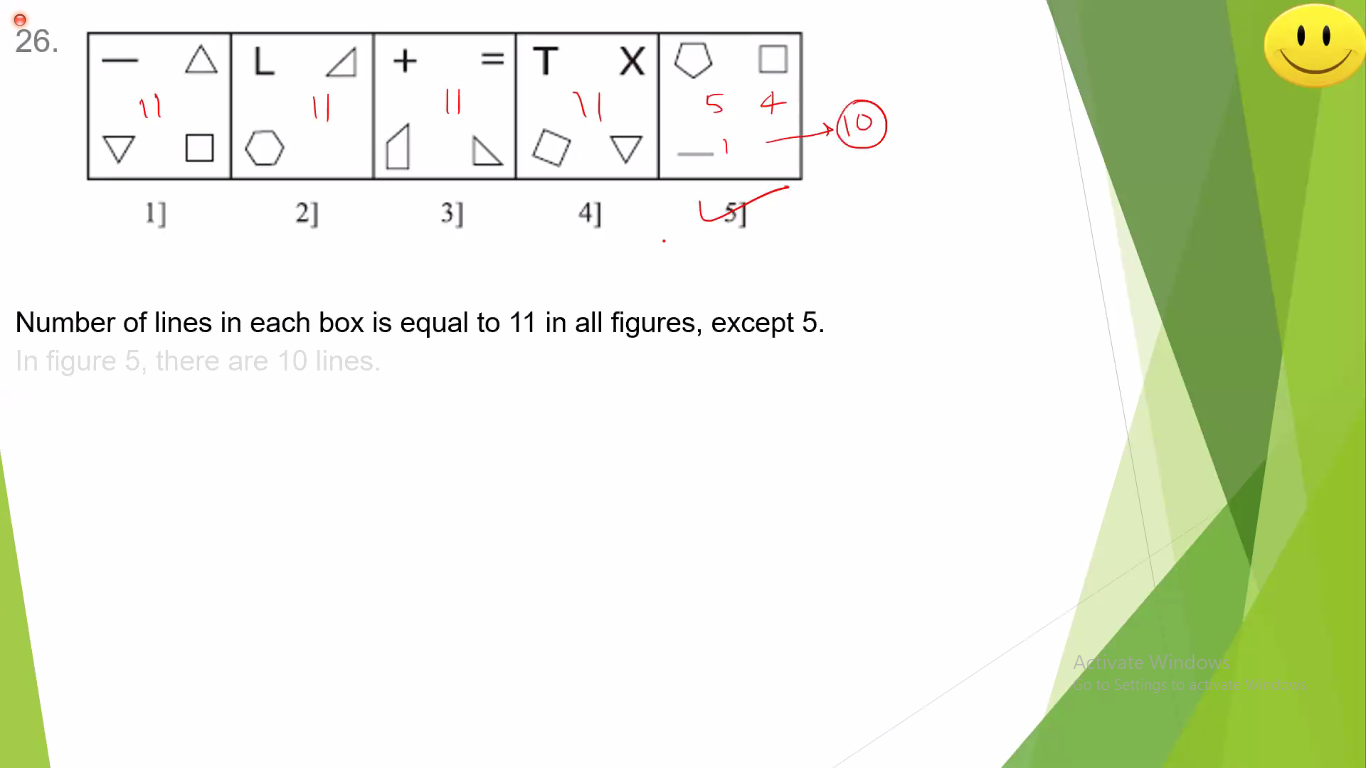 26.
— L + = T X
11 11 11 11 5 4
1 → 10
1] 2] 3] 4] 5]
Number of lines in each box is equal to 11 in all figures, except 5.
In figure 5, there are 10 lines.
Activate Windows
Go to Settings to activate Windows.